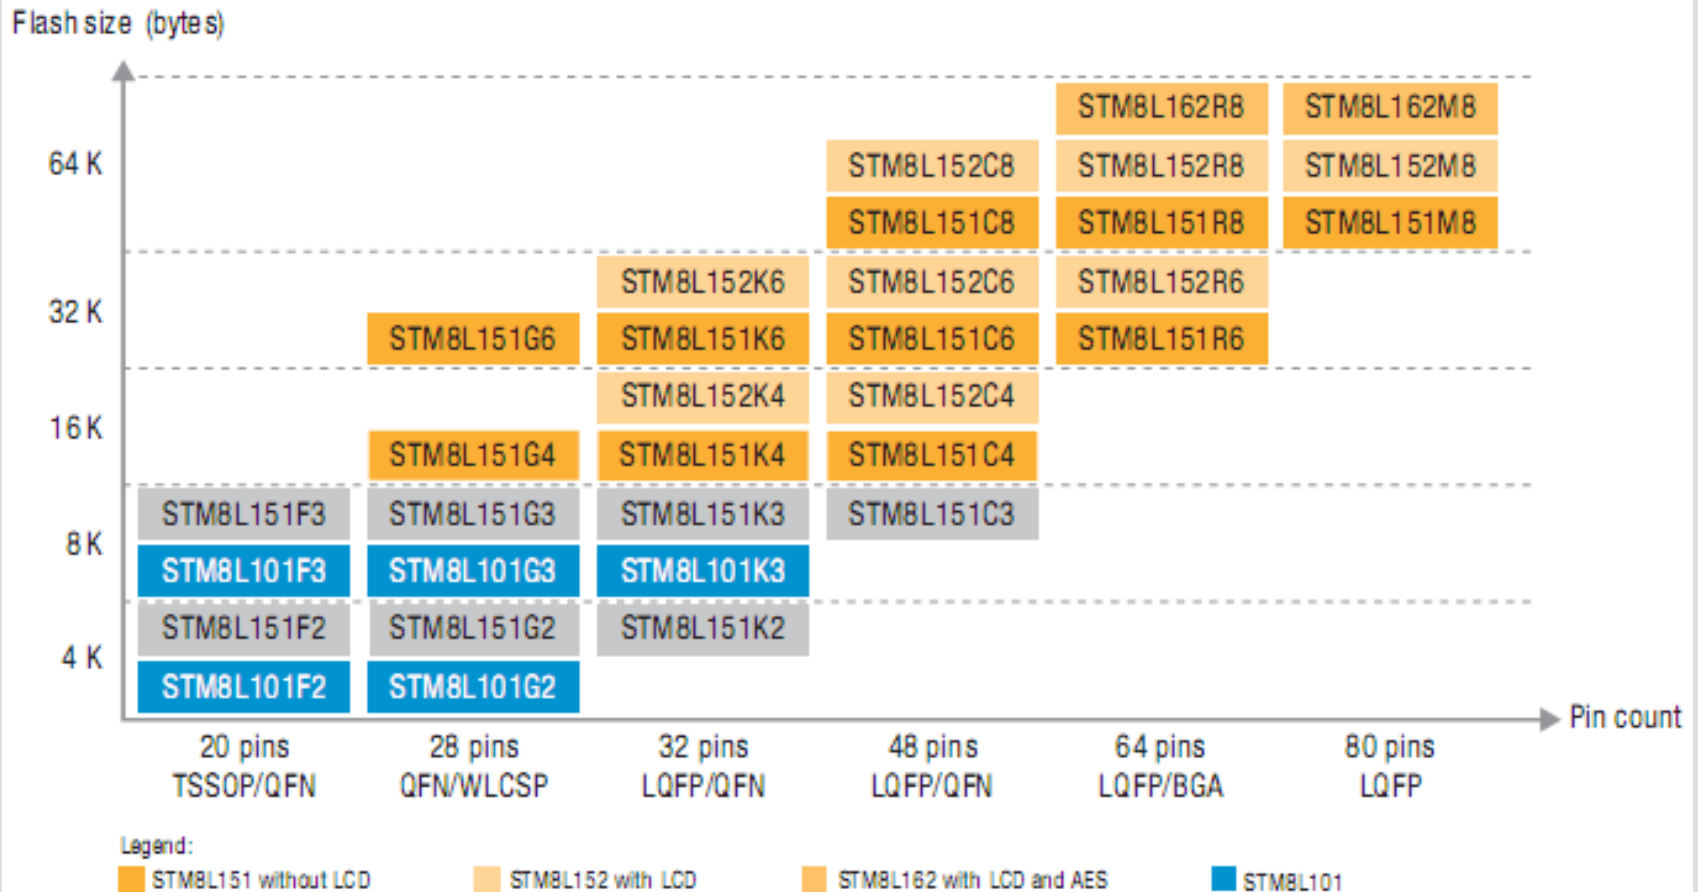 Flash size (bytes)
STM8L162R8 STM8L162M8
64 K STM8L152C8 STM8L152R8 STM8L152M8
STM8L151C8 STM8L151R8 STM8L151M8
STM8L152K6 STM8L152C6 STM8L152R6
32 K
STM8L151G6 STM8L151K6 STM8L151C6 STM8L151R6
STM8L152K4 STM8L152C4
16 K
STM8L151G4 STM8L151K4 STM8L151C4
STM8L151F3 STM8L151G3 STM8L151K3 STM8L151C3
8 K
STM8L101F3 STM8L101G3 STM8L101K3
STM8L151F2 STM8L151G2 STM8L151K2
4 K
STM8L101F2 STM8L101G2
Pin count
20 pins 28 pins 32 pins 48 pins 64 pins 80 pins
TSSOP/QFN QFN/WLCSP LQFP/QFN LQFP/QFN LQFP/BGA LQFP
Legend:
STM8L151 without LCD STM8L152 with LCD STM8L162 with LCD and AES STM8L101